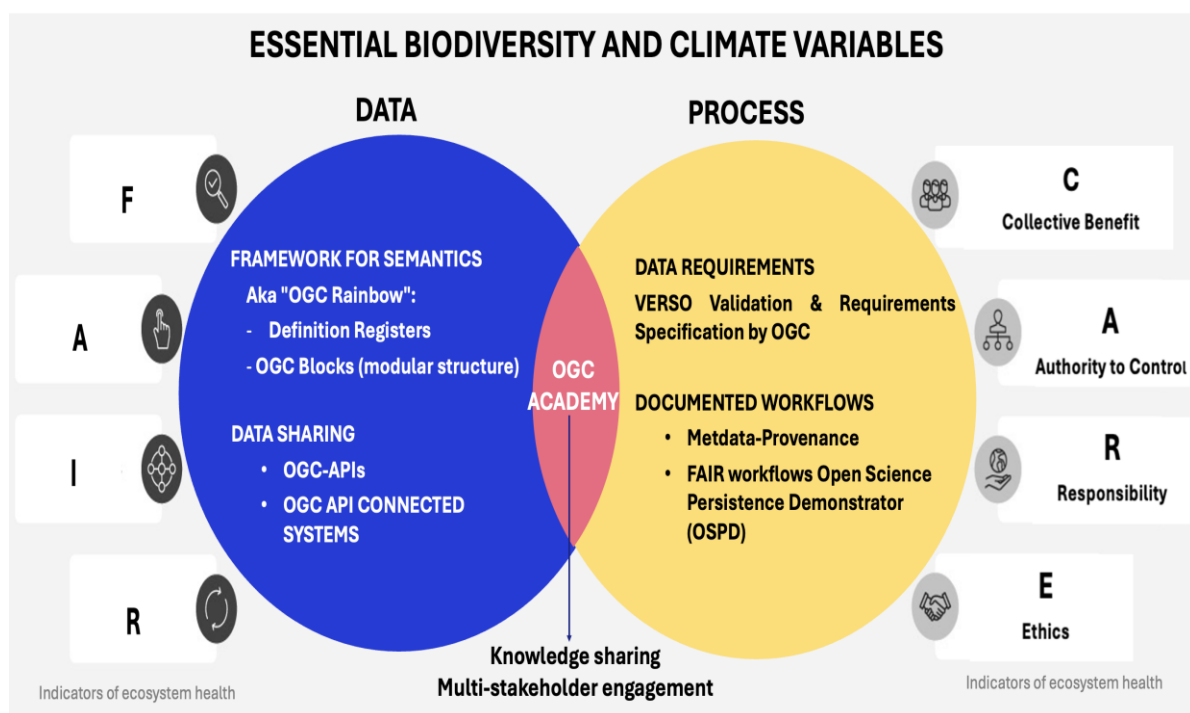 ESSENTIAL BIODIVERSITY AND CLIMATE VARIABLES
DATA
PROCESS
F
A
I
R
Indicators of ecosystem health
FRAMEWORK FOR SEMANTICS
Aka "OGC Rainbow":
- Definition Registers
- OGC Blocks (modular structure)
DATA SHARING
• OGC-APIs
• OGC API CONNECTED
SYSTEMS
OGC
ACADEMY
Knowledge sharing
Multi-stakeholder engagement
DATA REQUIREMENTS
VERSO Validation & Requirements
Specification by OGC
DOCUMENTED WORKFLOWS
• Metdata-Provenance
• FAIR workflows Open Science
Persistence Demonstrator
(OSPD)
C
Collective Benefit
A
Authority to Control
R
Responsibility
E
Ethics
Indicators of ecosystem health